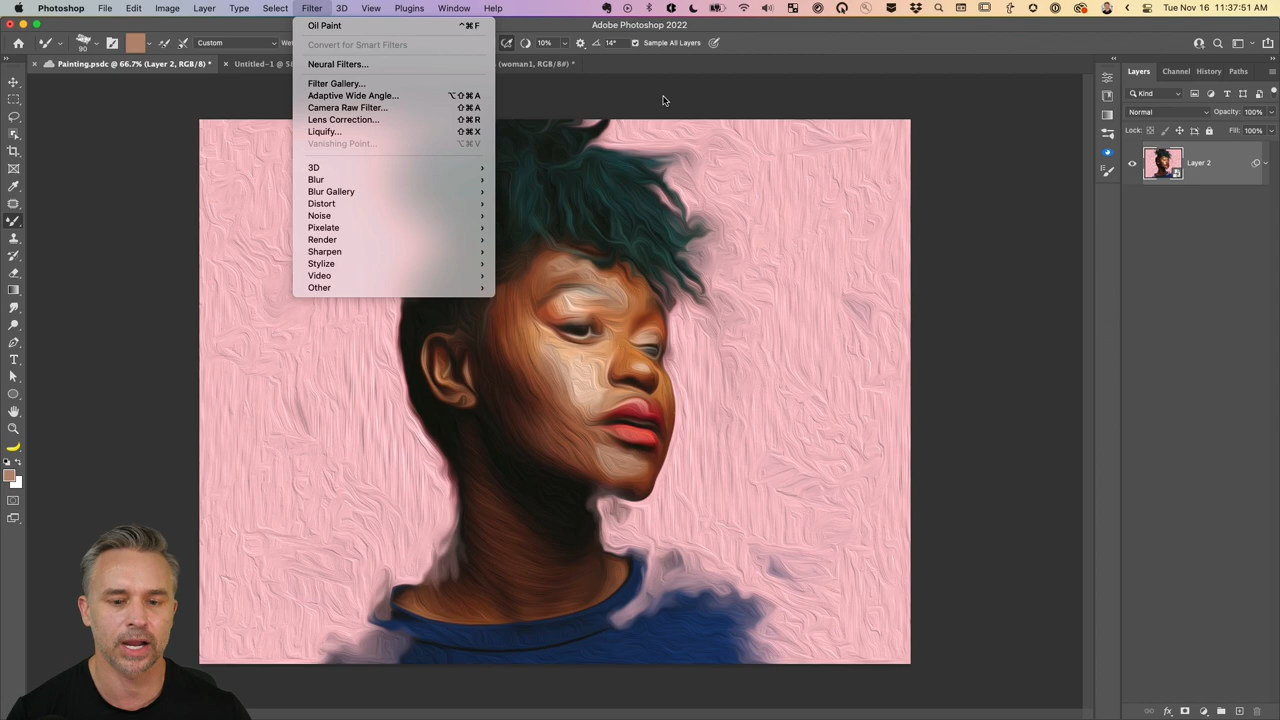 Photoshop File Edit Image Layer Type Select Filter 3D View Plugins Window Help Tue Nov 16 11:37:51 AM
Adobe Photoshop 2022
90 Custom 10% 14° Sample All Layers
Painting.psdc @ 66.7% (Layer 2, RGB/8) * (woman1, RGB/8#) *
Oil Paint ^⌘F
Convert for Smart Filters
Neural Filters...
Filter Gallery...
Adaptive Wide Angle... ⌥⇧⌘A
Camera Raw Filter... ⇧⌘A
Lens Correction... ⇧⌘R
Liquify... ⇧⌘X
Vanishing Point... ⌥⌘V
3D
Blur
Blur Gallery
Distort
Noise
Pixelate
Render
Sharpen
Stylize
Video
Other
Layers Channel History Paths
Kind
Normal Opacity: 100%
Lock: Fill: 100%
Layer 2
fx